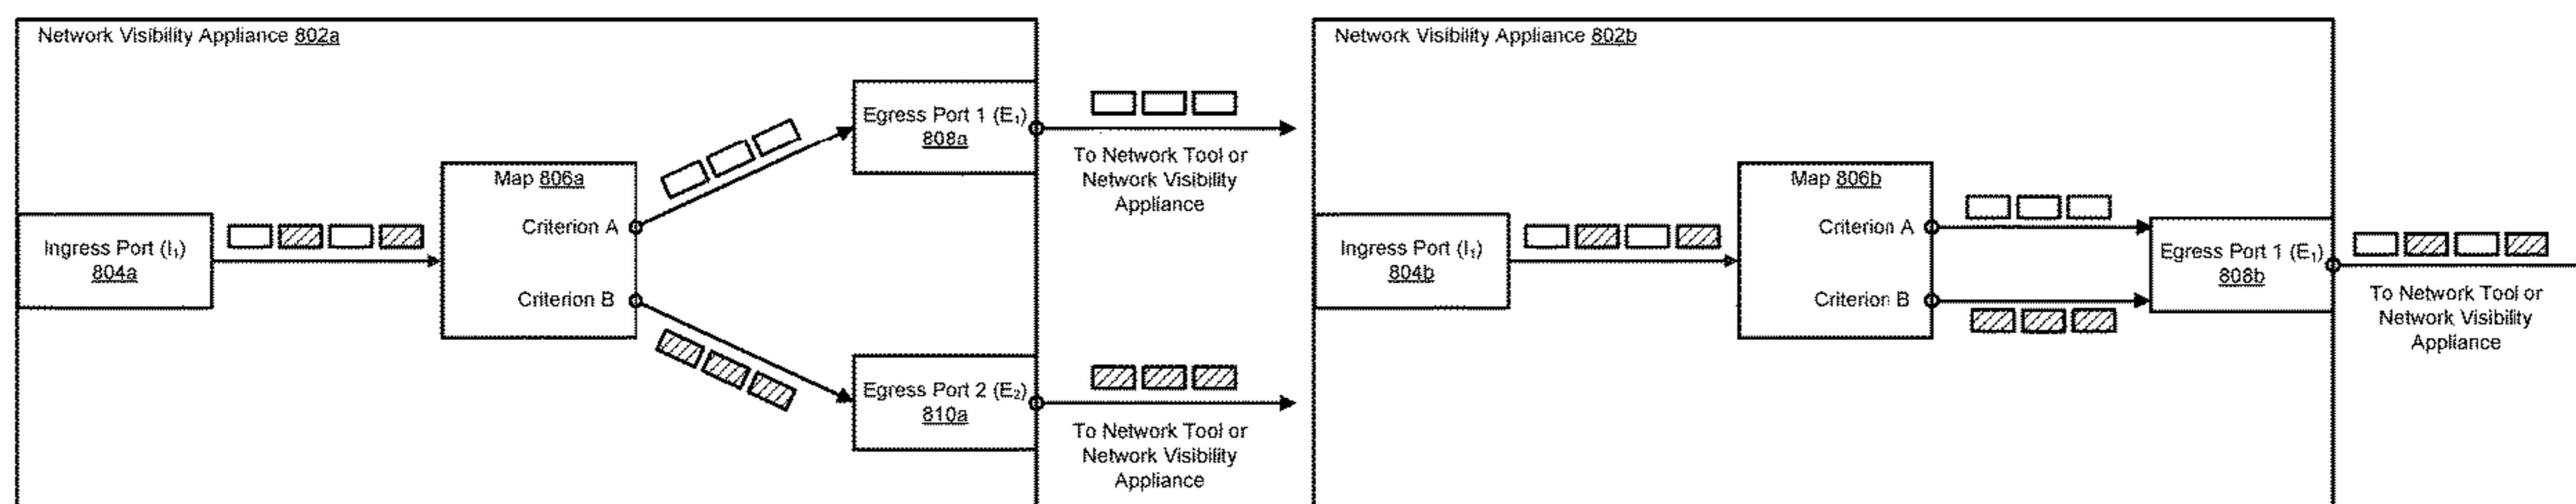 Network Visibility Appliance 802a
Ingress Port (I₁)
804a
Map 806a
Criterion A
Criterion B
Egress Port 1 (E₁)
808a
Egress Port 2 (E₂)
810a
To Network Tool or
Network Visibility
Appliance
To Network Tool or
Network Visibility
Appliance
Network Visibility Appliance 802b
Ingress Port (I₁)
804b
Map 806b
Criterion A
Criterion B
Egress Port 1 (E₁)
808b
To Network Tool or
Network Visibility
Appliance